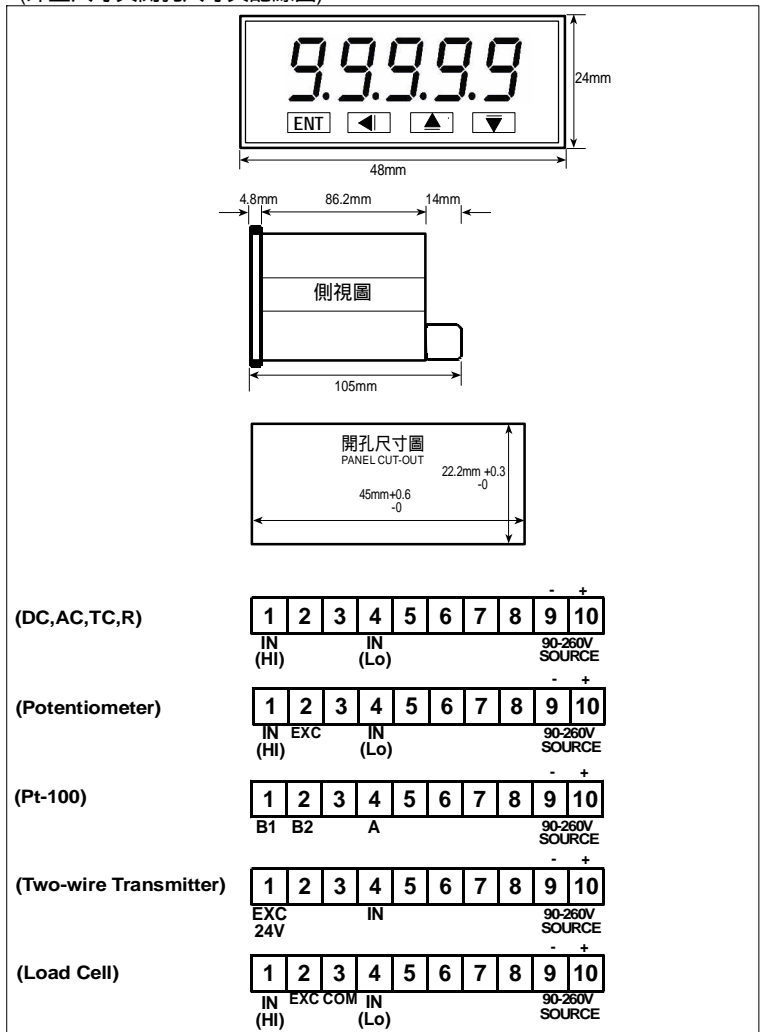 9.9.9.9.9
24mm
ENT
48mm
4.8mm 86.2mm 14mm
側視圖
105mm
開孔尺寸圖
PANEL CUT-OUT
22.2mm +0.3
-0
45mm+0.6
-0
- +
(DC,AC,TC,R) 1 2 3 4 5 6 7 8 9 10
IN IN 90-260V
(HI) (Lo) SOURCE
- +
(Potentiometer) 1 2 3 4 5 6 7 8 9 10
IN EXC IN 90-260V
(HI) (Lo) SOURCE
- +
(Pt-100) 1 2 3 4 5 6 7 8 9 10
B1 B2 A 90-260V
SOURCE
- +
(Two-wire Transmitter) 1 2 3 4 5 6 7 8 9 10
EXC IN 90-260V
24V SOURCE
- +
(Load Cell) 1 2 3 4 5 6 7 8 9 10
IN EXC COM IN 90-260V
(HI) (Lo) SOURCE